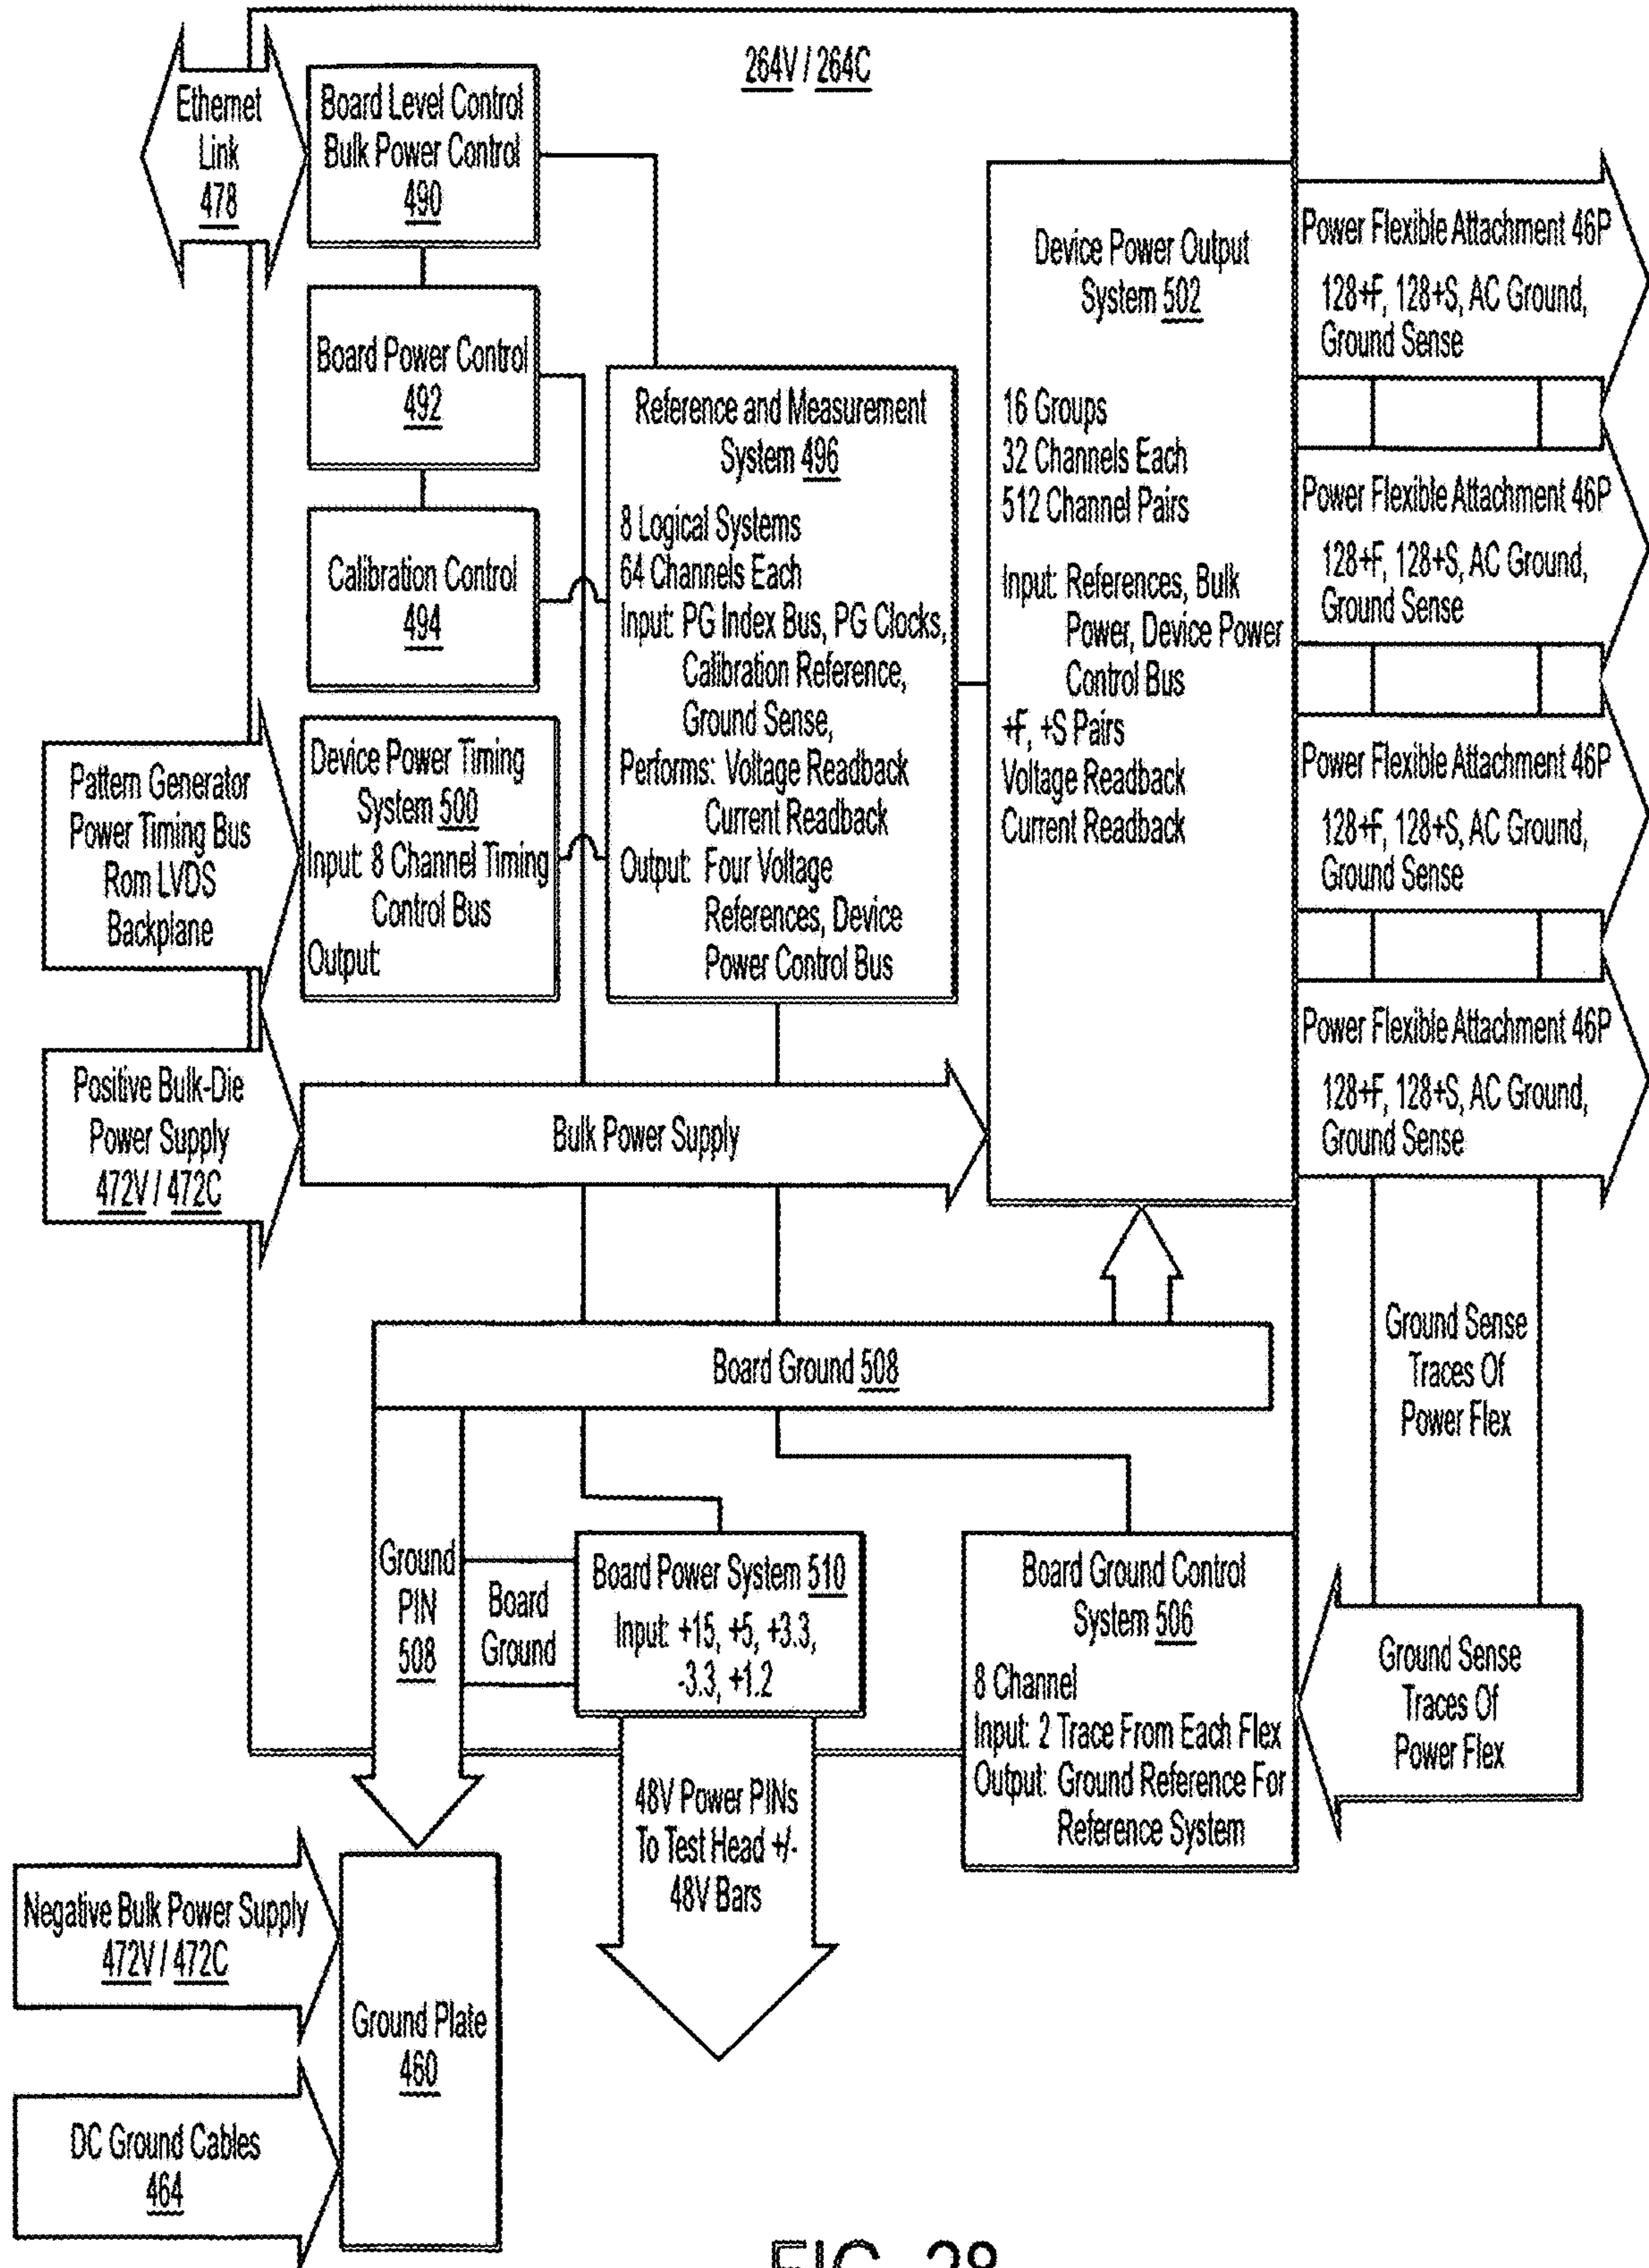 264V / 264C
Ethernet
Link
478
Board Level Control
Bulk Power Control
490
Board Power Control
492
Calibration Control
494
Pattern Generator
Power Timing Bus
Rom LVDS
Backplane
Device Power Timing
System 500
Input: 8 Channel Timing
Control Bus
Output:
Reference and Measurement
System 496
8 Logical Systems
64 Channels Each
Input: PG Index Bus, PG Clocks,
Calibration Reference,
Ground Sense,
Performs: Voltage Readback
Current Readback
Output: Four Voltage
References, Device
Power Control Bus
Device Power Output
System 502
16 Groups
32 Channels Each
512 Channel Pairs
Input: References, Bulk
Power, Device Power
Control Bus
+F, +S Pairs
Voltage Readback
Current Readback
Power Flexible Attachment 46P
128+F, 128+S, AC Ground,
Ground Sense
Power Flexible Attachment 46P
128+F, 128+S, AC Ground,
Ground Sense
Power Flexible Attachment 46P
128+F, 128+S, AC Ground,
Ground Sense
Power Flexible Attachment 46P
128+F, 128+S, AC Ground,
Ground Sense
Positive Bulk-Die
Power Supply
472V / 472C
Bulk Power Supply
Board Ground 508
Ground Sense
Traces Of
Power Flex
Ground
PIN
508
Board
Ground
Board Power System 510
Input: +15, +5, +3.3,
-3.3, +1.2
Board Ground Control
System 506
8 Channel
Input: 2 Trace From Each Flex
Output: Ground Reference For
Reference System
Ground Sense
Traces Of
Power Flex
48V Power PINs
To Test Head +/-
48V Bars
Negative Bulk Power Supply
472V / 472C
Ground Plate
460
DC Ground Cables
464
FIG. 28